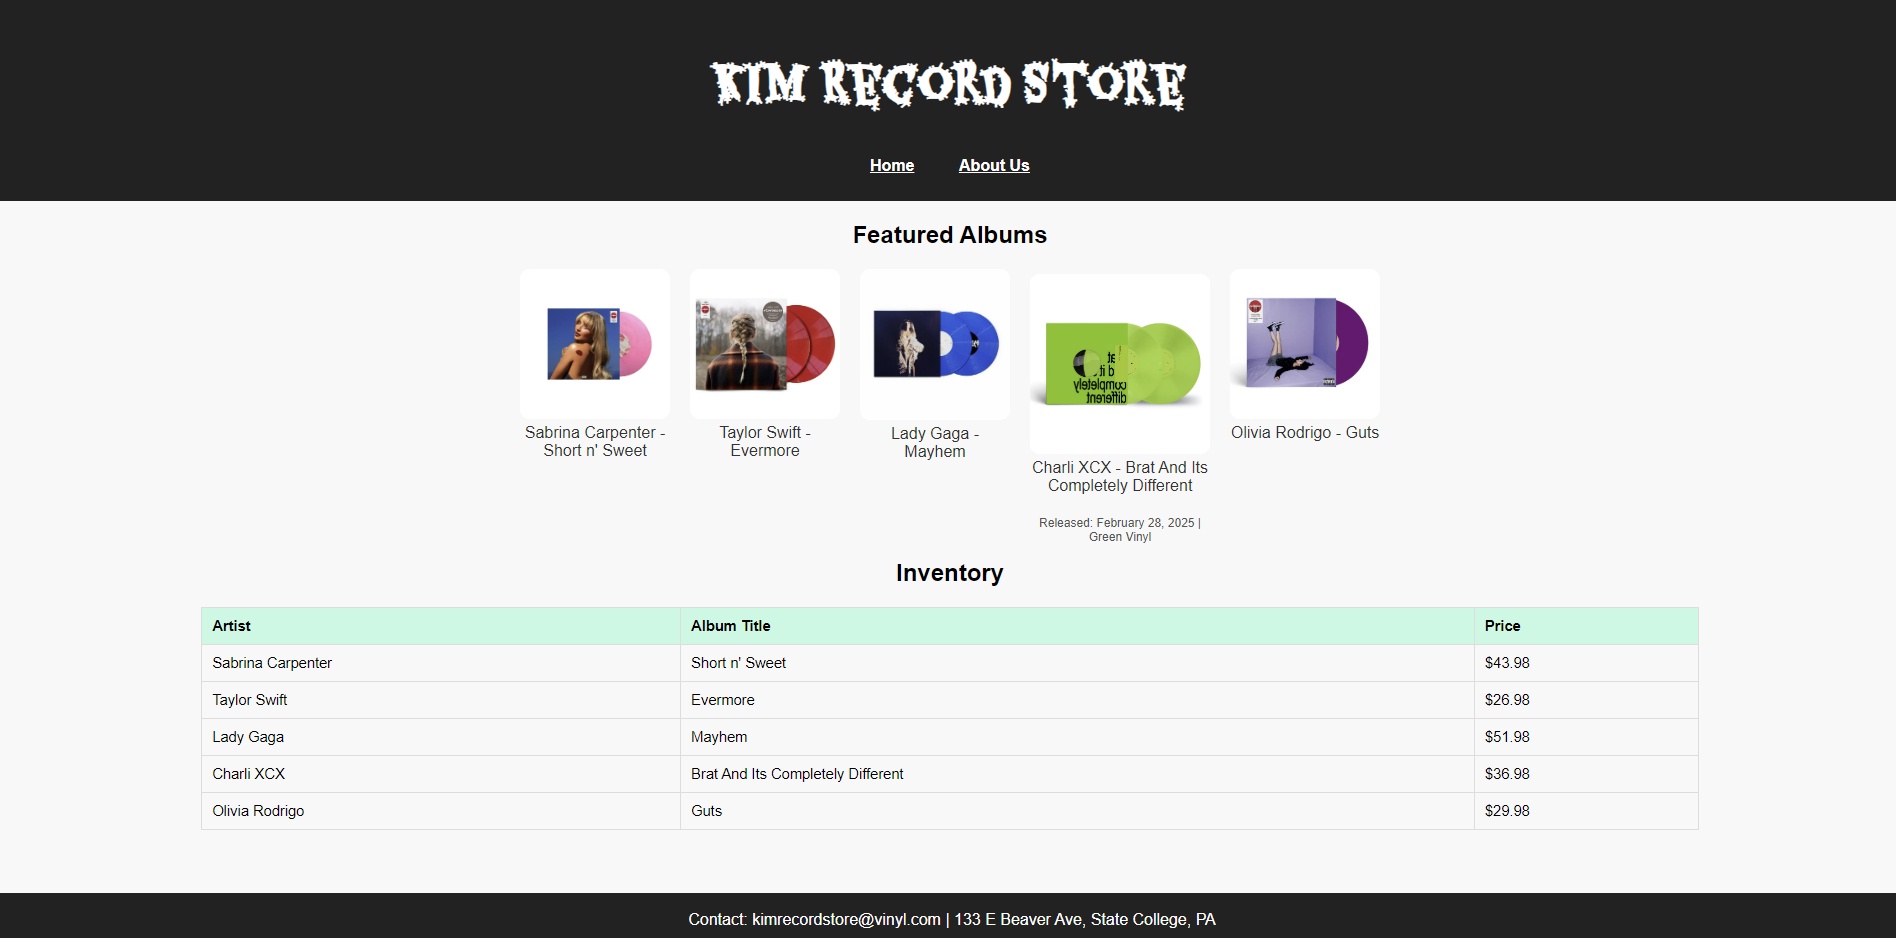 KIM RECORD STORE
Home About Us
Featured Albums
Sabrina Carpenter -
Short n' Sweet
Taylor Swift -
Evermore
Lady Gaga -
Mayhem
completely
different
Charli XCX - Brat And Its
Completely Different
Released: February 28, 2025 |
Green Vinyl
Olivia Rodrigo - Guts
Inventory
Artist Album Title Price
Sabrina Carpenter Short n' Sweet $43.98
Taylor Swift Evermore $26.98
Lady Gaga Mayhem $51.98
Charli XCX Brat And Its Completely Different $36.98
Olivia Rodrigo Guts $29.98
Contact: kimrecordstore@vinyl.com | 133 E Beaver Ave, State College, PA